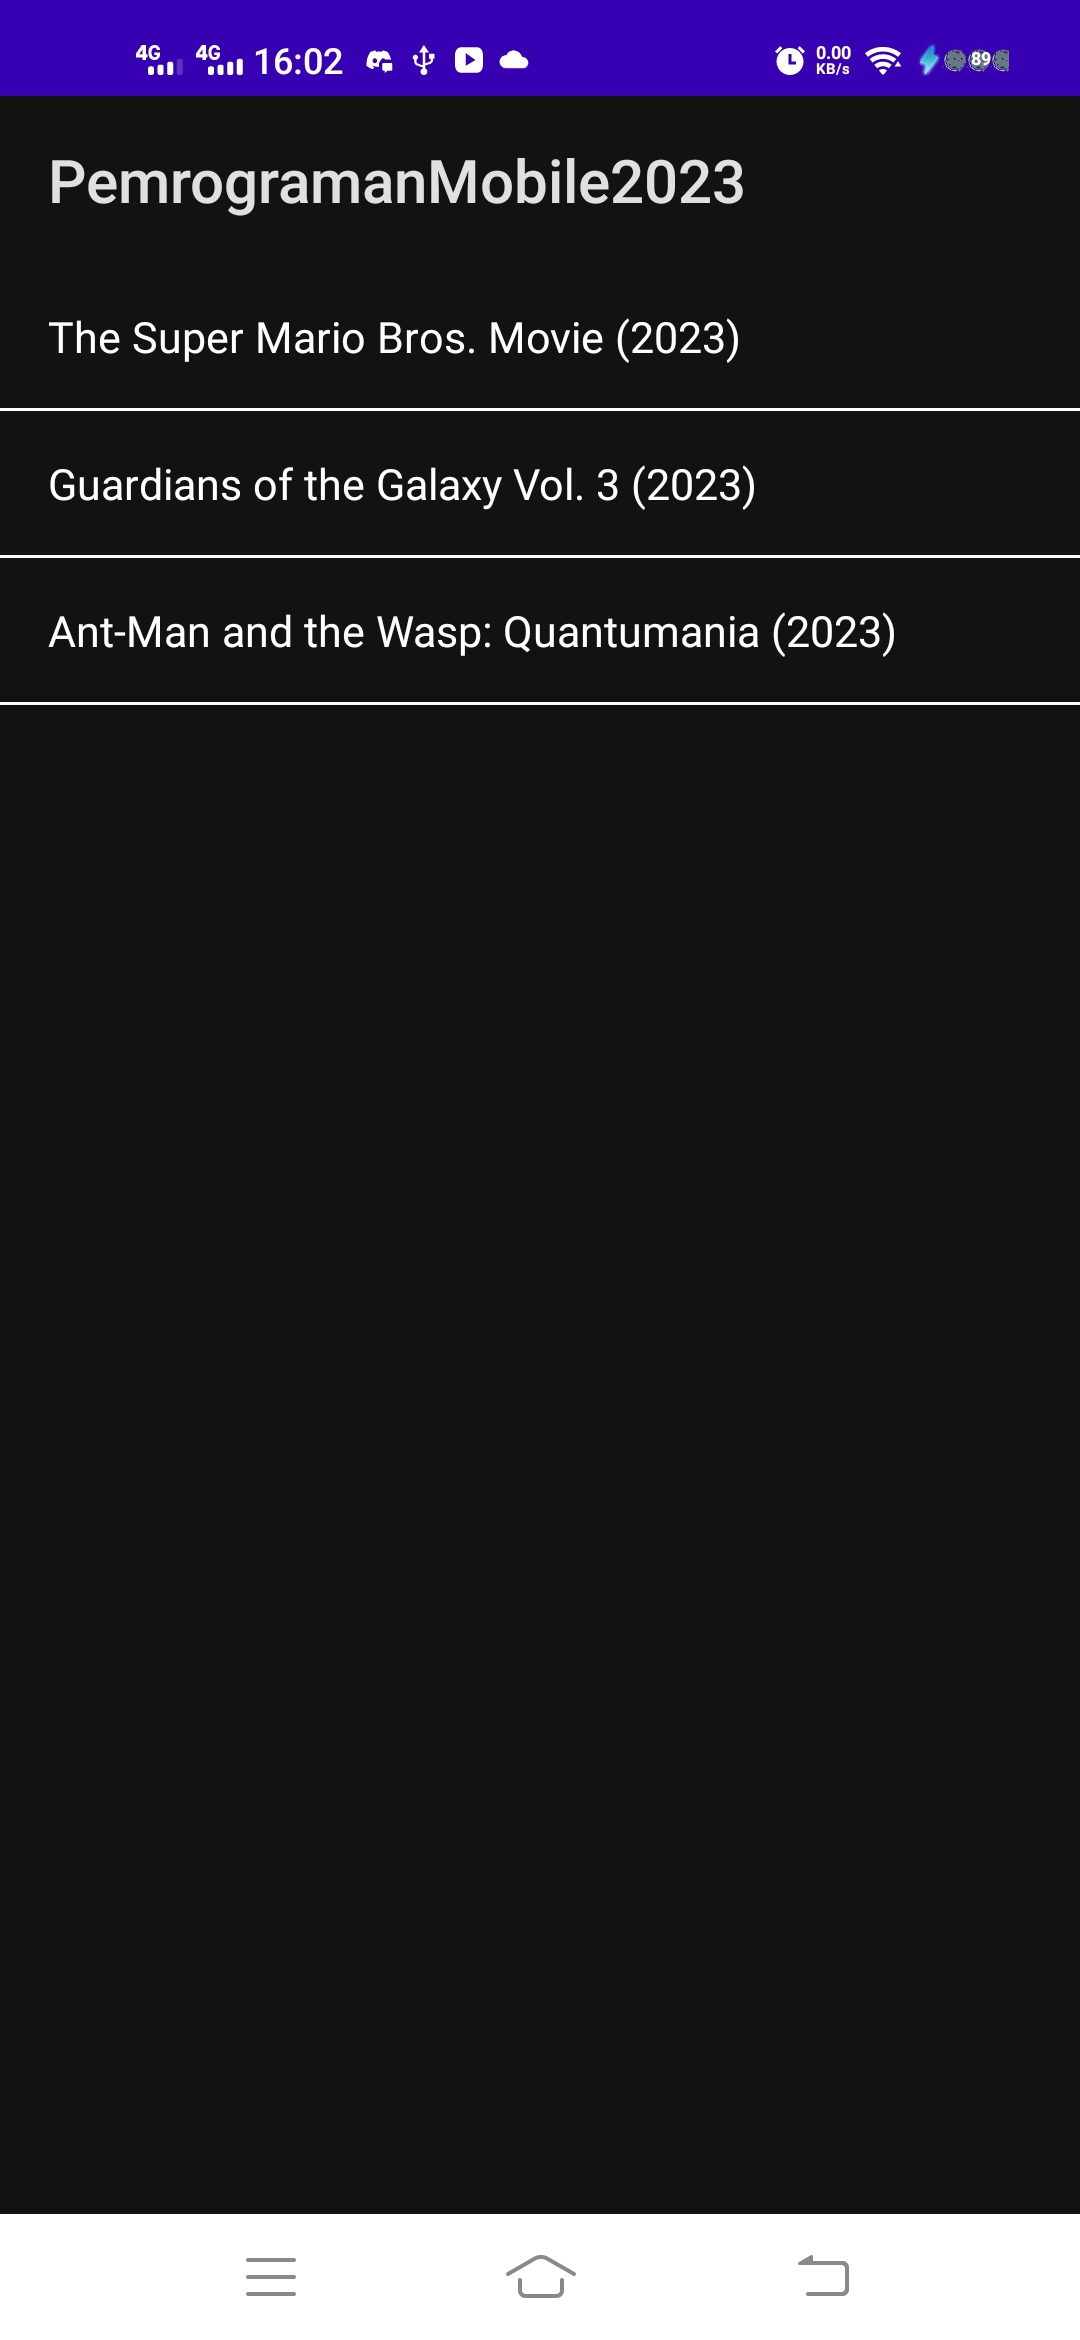 4G 4G 16:02 0.00 KB/s 89
PemrogramanMobile2023
The Super Mario Bros. Movie (2023)
Guardians of the Galaxy Vol. 3 (2023)
Ant-Man and the Wasp: Quantumania (2023)